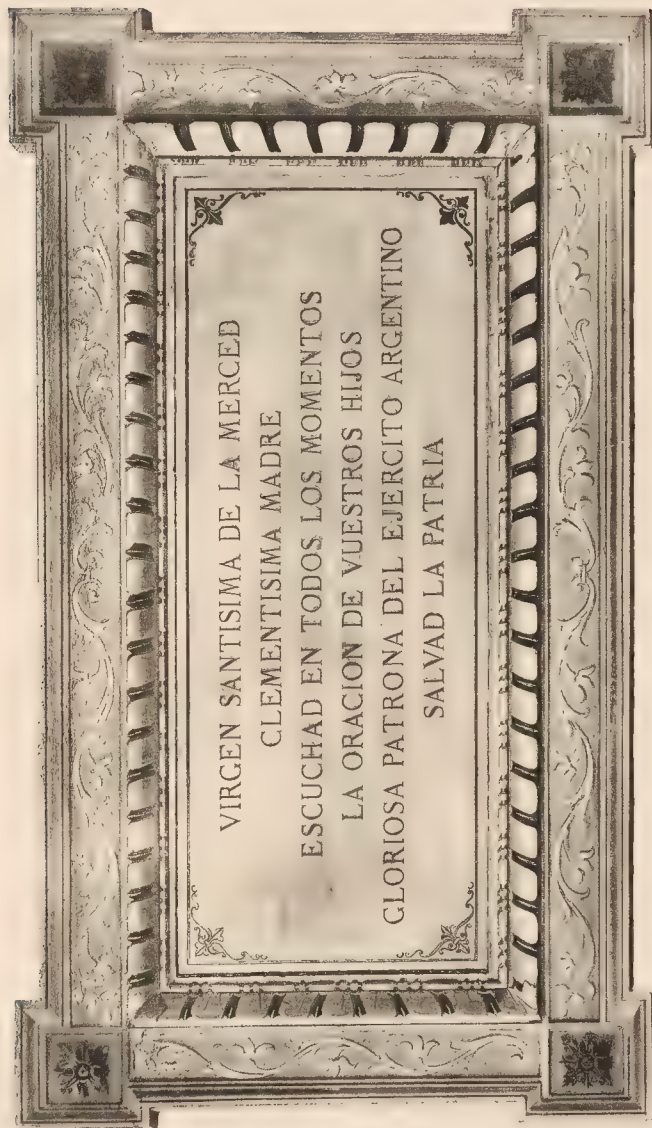 VIRGEN SANTISIMA DE LA MERCED
CLEMENTISIMA MADRE
ESCUCHAD EN TODOS LOS MOMENTOS
LA ORACION DE VUESTROS HIJOS
GLORIOSA PATRONA DEL EJERCITO ARGENTINO
SALVAD LA PATRIA